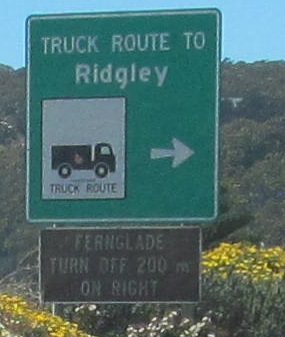 TRUCK ROUTE TO
Ridgley
TRUCK ROUTE
FERNGLADE
TURN OFF 200 m
ON RIGHT